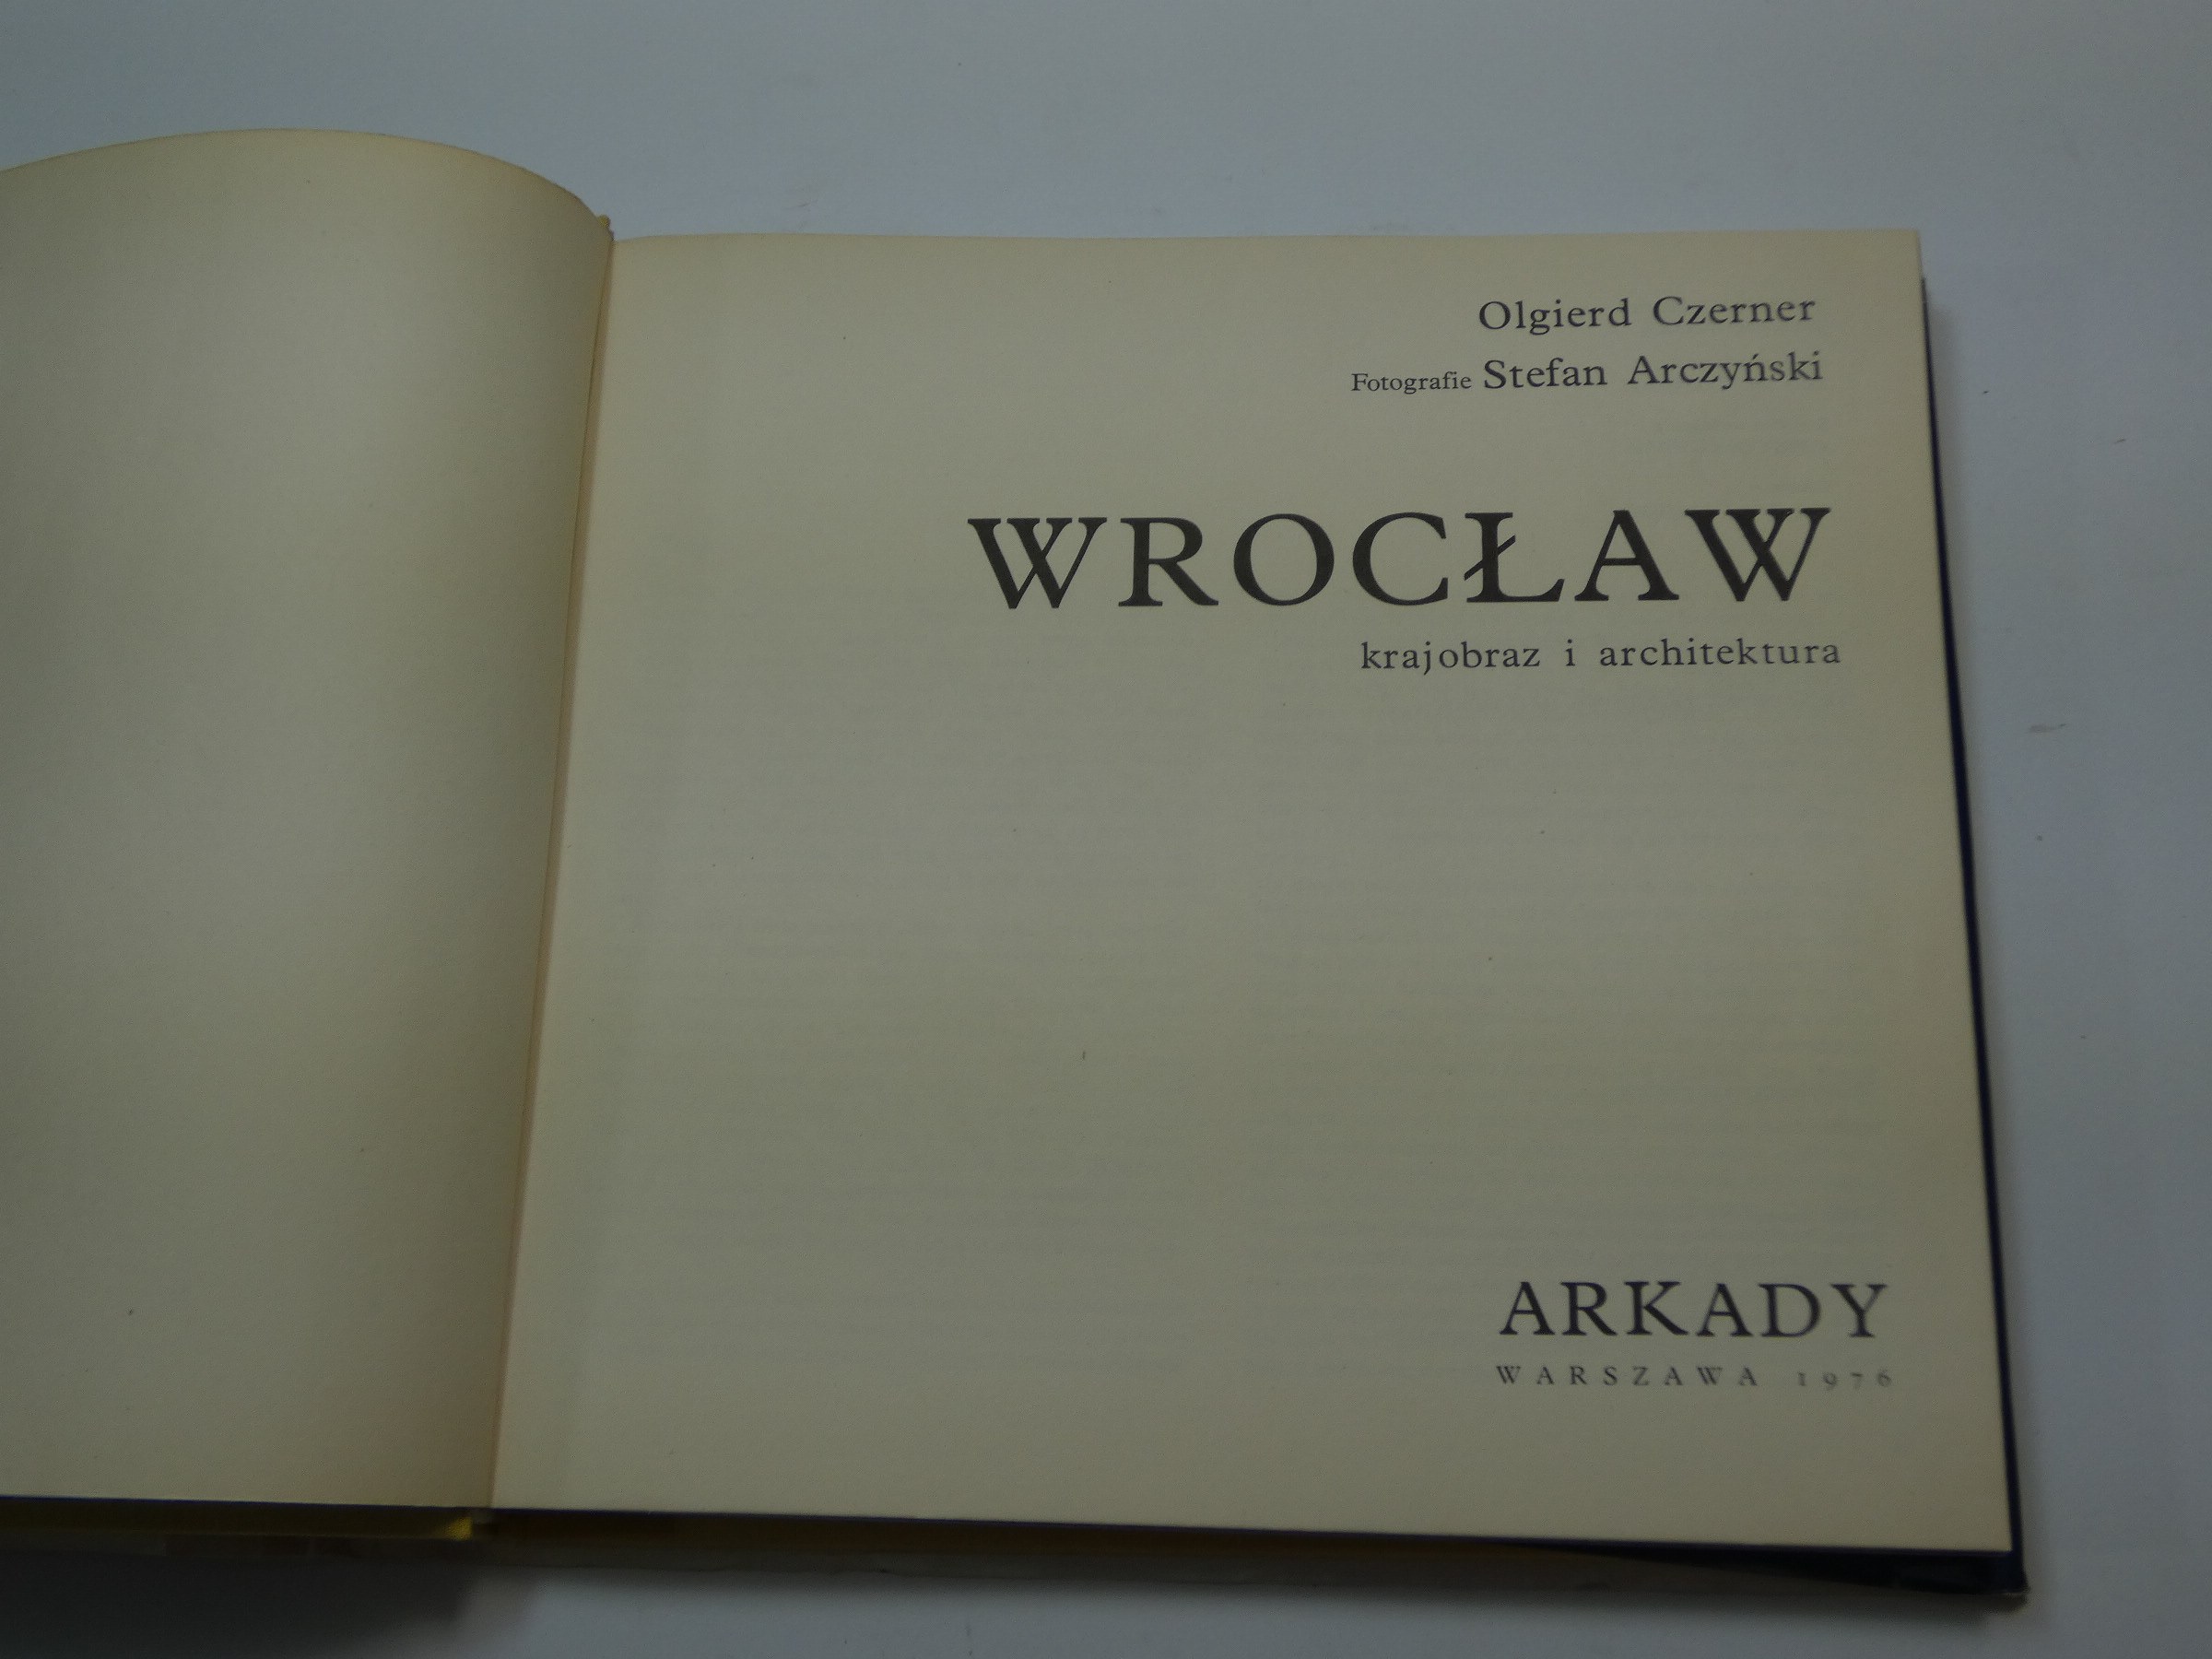 Olgierd Czerner
Fotografie Stefan Arczyński
WROCŁAW
krajobraz i architektura
ARKADY
WARSZAWA 1976